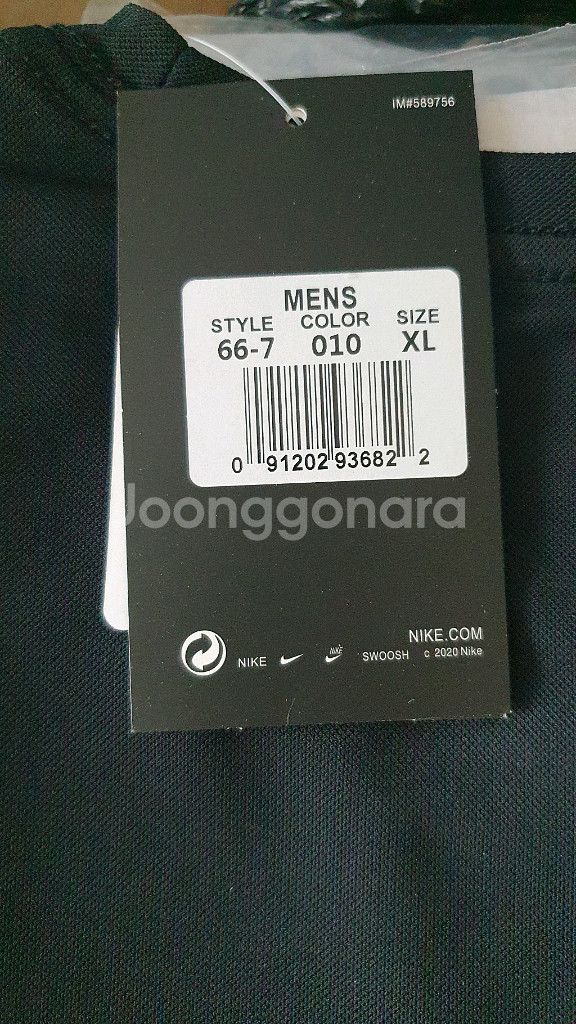 IM#589756
MENS
STYLE COLOR SIZE
66-7 010 XL
0 91202 93682 2
Joonggonara
NIKE.COM
NIKE NIKE SWOOSH © 2020 Nike